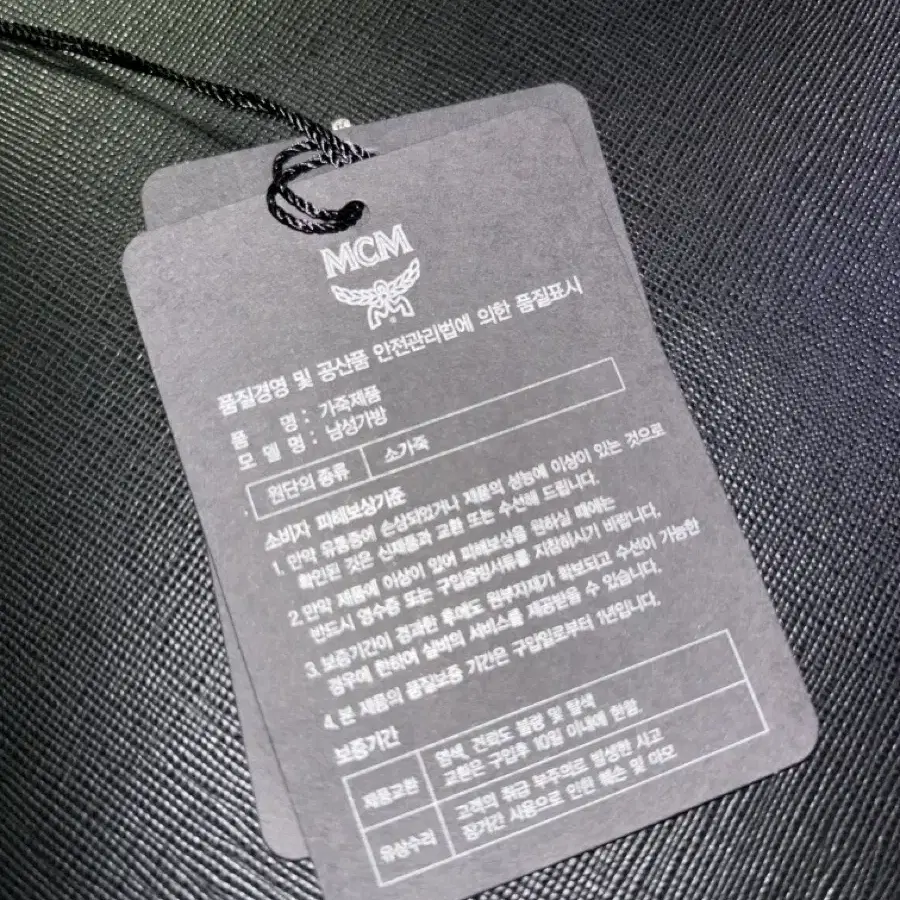 MCM
품질경영 및 공산품 안전관리법에 의한 품질표시
품 명 : 가죽제품
모 델 명 : 남성가방
원단의 종류 소가죽
소비자 피해보상기준
1. 만약 유통중에 손상되었거나 제품의 성능에 이상이 있는 것으로
확인된 것은 신제품과 교환 또는 수선해 드립니다.
2. 만약 제품에 이상이 있어 피해보상을 원하실 때에는
반드시 영수증 또는 구입증빙서류를 지참하시기 바랍니다.
3. 보증기간이 경과한 후에도 원부자재가 확보되고 수선이 가능한
경우에 한하여 실비의 서비스를 제공받을 수 있습니다.
4. 본 제품의 품질보증 기간은 구입일로부터 1년입니다.
보증기간
제품교환 염색, 견뢰도 불량 및 탈색
교환은 구입후 10일 이내에 한함.
유상수리 고객의 취급 부주의로 발생한 사고
장기간 사용으로 인한 훼손 및 마모